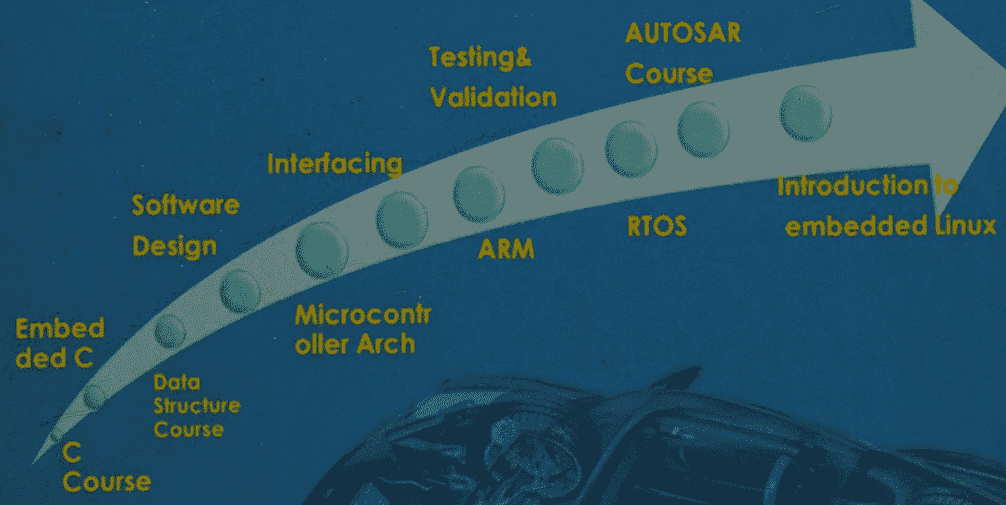 C
Course
Embed
ded C
Data
Structure
Course
Software
Design
Microcontr
oller Arch
Interfacing
ARM
Testing&
Validation
RTOS
AUTOSAR
Course
Introduction to
embedded Linux